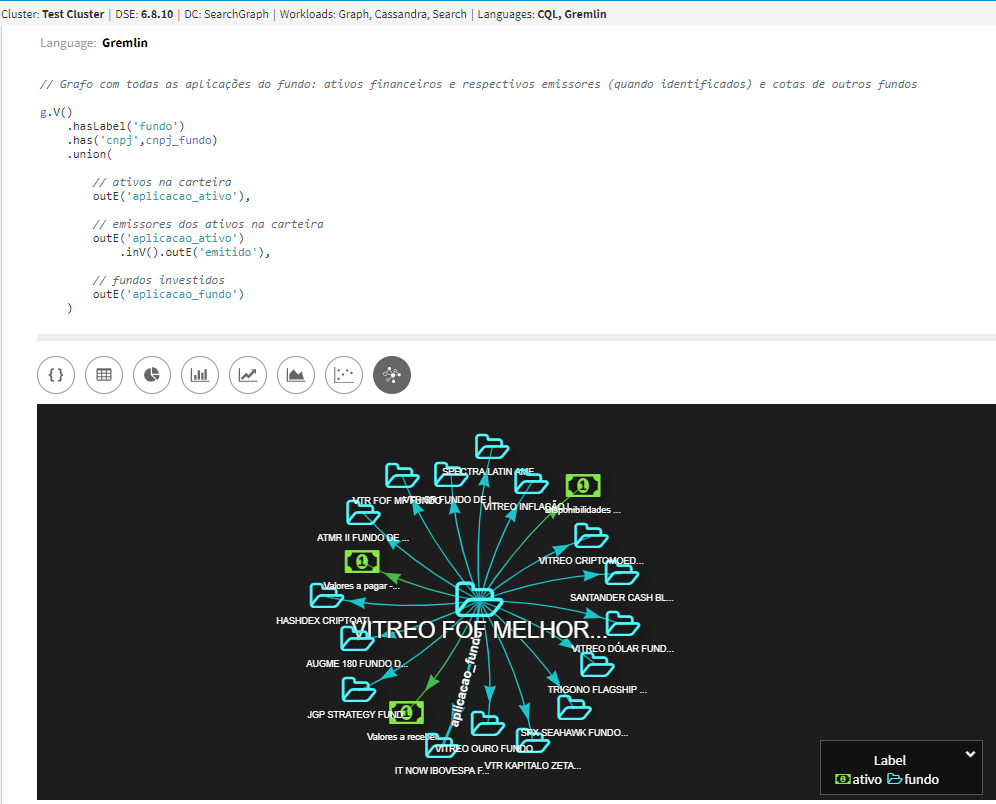 Cluster: Test Cluster | DSE: 6.8.10 | DC: SearchGraph | Workloads: Graph, Cassandra, Search | Languages: CQL, Gremlin
Language: Gremlin
// Grafo com todas as aplicações do fundo: ativos financeiros e respectivos emissores (quando identificados) e cotas de outros fundos
g.V()
.hasLabel('fundo')
.has('cnpj',cnpj_fundo)
.union(
// ativos na carteira
outE('aplicacao_ativo'),
// emissores dos ativos na carteira
outE('aplicacao_ativo')
.inV().outE('emitido'),
// fundos investidos
outE('aplicacao_fundo')
)
SPECTRA LATIN AME
VTR FOF MF FUNDO
FUNDO DE I...
VITREO INFLAÇÃO I...
Disponibilidades ...
ATMR II FUNDO DE ...
VITREO CRIPTOMOED...
Valores a pagar -...
SANTANDER CASH BL...
HASHDEX CRIPTOATI
VITREO FOF MELHOR...
VITREO DÓLAR FUND...
AUGME 180 FUNDO D...
TRIGONO FLAGSHIP ...
aplicacao_fundo
JGP STRATEGY FUND
SPX SEAHAWK FUNDO...
Valores a receber
VITREO OURO FUNDO
VTR KAPITALO ZETA...
IT NOW IBOVESPA F...
Label
ativo fundo